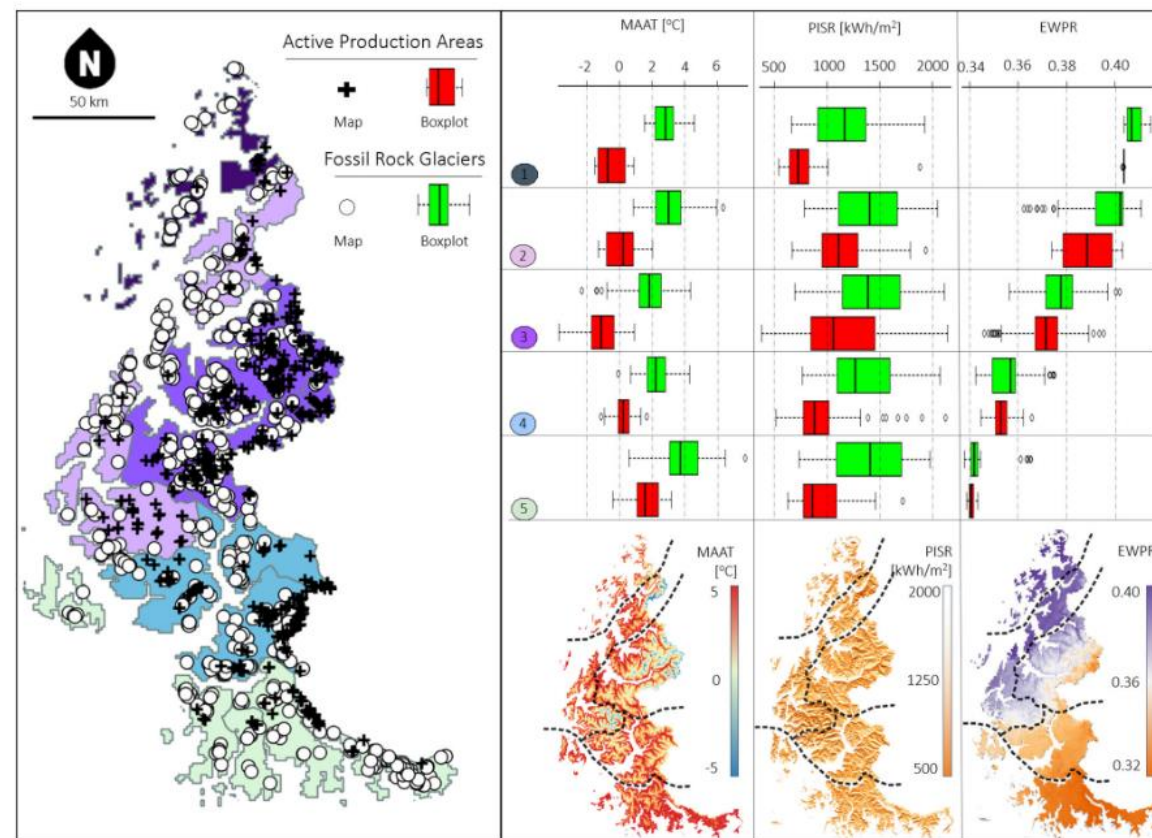 N
50 km
Active Production Areas
Map
Boxplot
Fossil Rock Glaciers
Map
Boxplot
MAAT [°C]
-2 0 2 4 6
PISR [kWh/m²]
500 1000 1500 2000
EWPR
0.34 0.36 0.38 0.40
1
2
3
4
5
MAAT
[°C]
5
0
-5
PISR
[kWh/m²]
2000
1250
500
EWPR
0.40
0.36
0.32